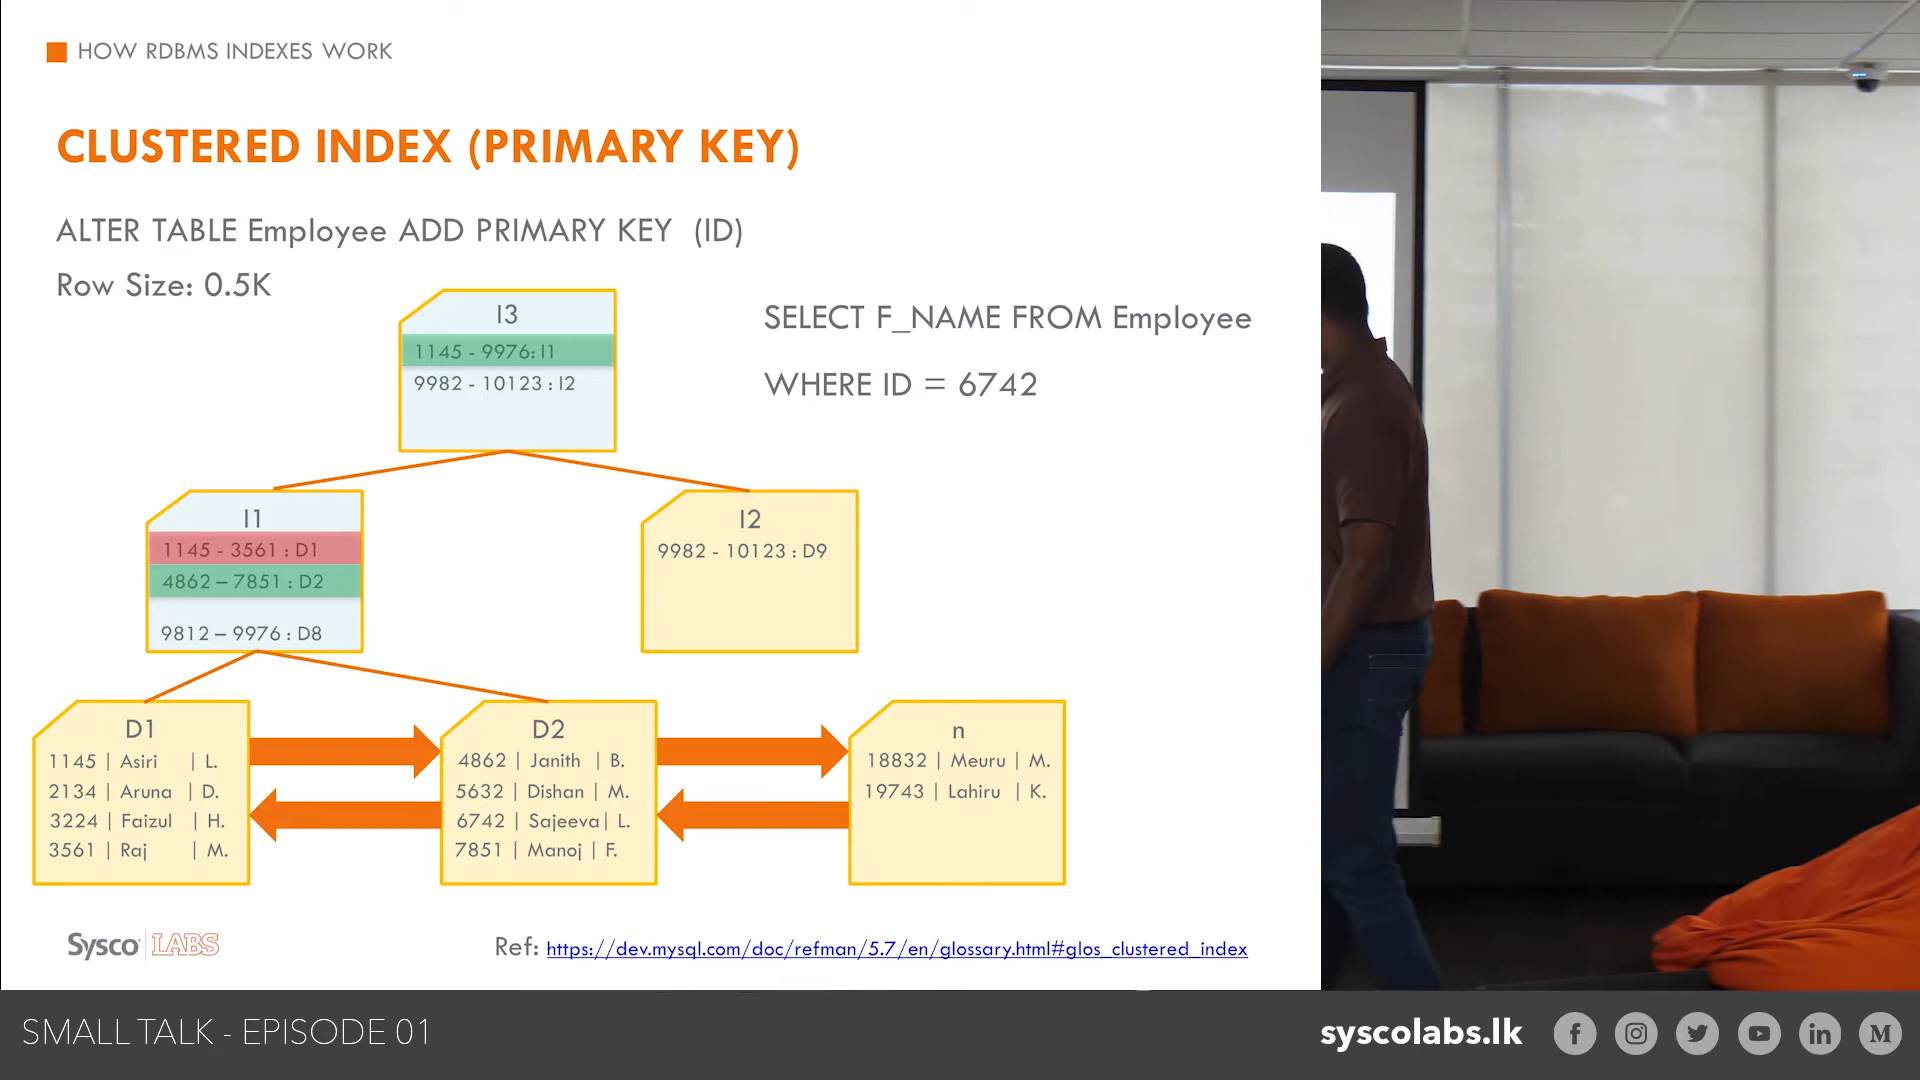 HOW RDBMS INDEXES WORK
CLUSTERED INDEX (PRIMARY KEY)
ALTER TABLE Employee ADD PRIMARY KEY (ID)
Row Size: 0.5K
SELECT F_NAME FROM Employee
WHERE ID = 6742
I3
1145 - 9976: I1
9982 - 10123 : I2
I1
1145 - 3561 : D1
4862 – 7851 : D2
9812 – 9976 : D8
I2
9982 - 10123 : D9
D1
1145 | Asiri | L.
2134 | Aruna | D.
3224 | Faizul | H.
3561 | Raj | M.
D2
4862 | Janith | B.
5632 | Dishan | M.
6742 | Sajeeva | L.
7851 | Manoj | F.
n
18832 | Meuru | M.
19743 | Lahiru | K.
Sysco LABS
Ref: https://dev.mysql.com/doc/refman/5.7/en/glossary.html#glos_clustered_index
SMALL TALK - EPISODE 01
syscolabs.lk